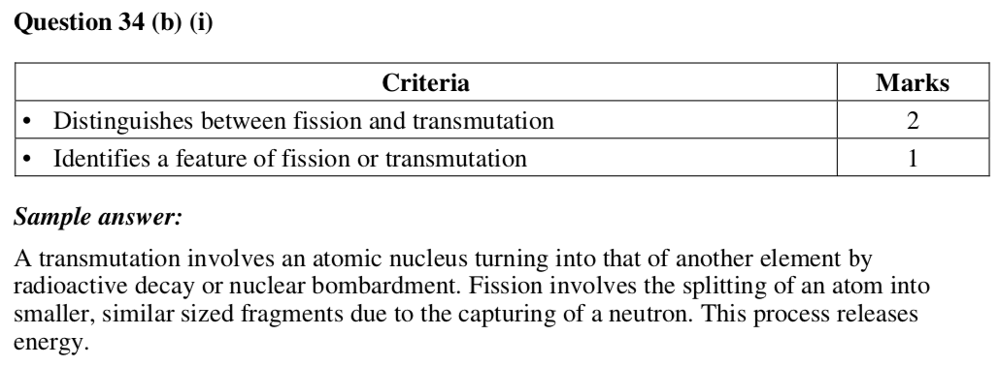 Question 34 (b) (i)
Criteria Marks
• Distinguishes between fission and transmutation 2
• Identifies a feature of fission or transmutation 1
Sample answer:
A transmutation involves an atomic nucleus turning into that of another element by
radioactive decay or nuclear bombardment. Fission involves the splitting of an atom into
smaller, similar sized fragments due to the capturing of a neutron. This process releases
energy.